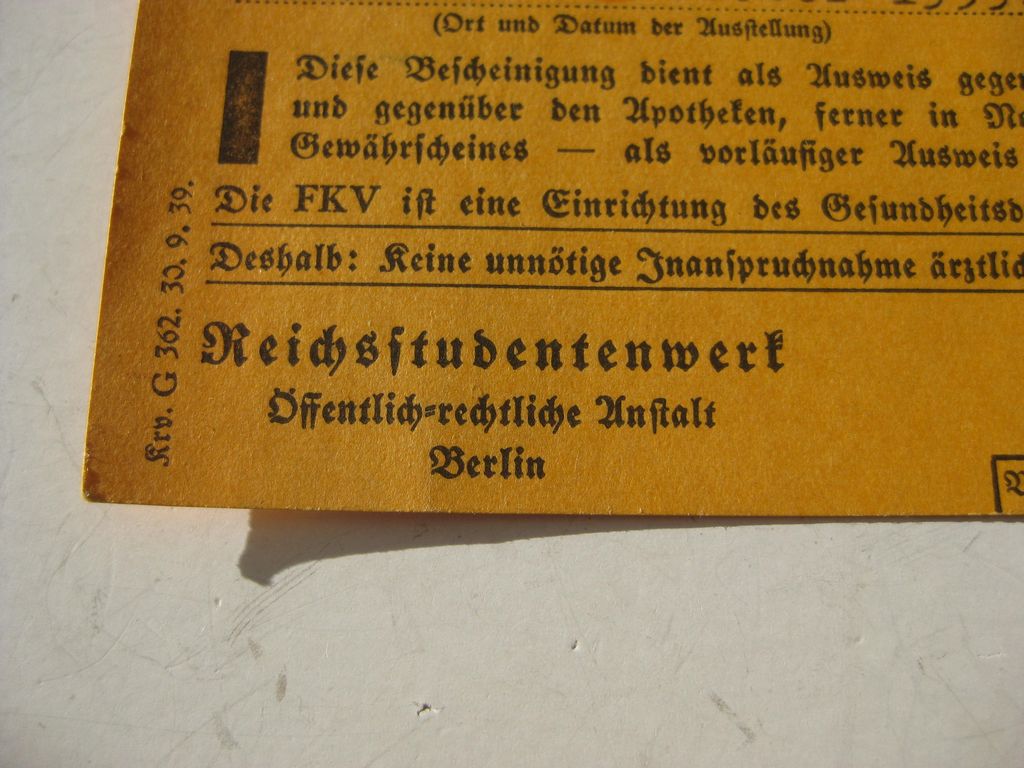 (Ort und Datum der Ausstellung)
Diese Bescheinigung dient als Ausweis
und gegenüber den Apotheken, ferner in
Gewährscheines — als vorläufiger Ausweis
Die FKV ist eine Einrichtung des
Deshalb: Keine unnötige Inanspruchnahme
Reichsstudentenwerk
Öffentlich-rechtliche Anstalt
Berlin
Krv. G 362. 30. 9. 39.